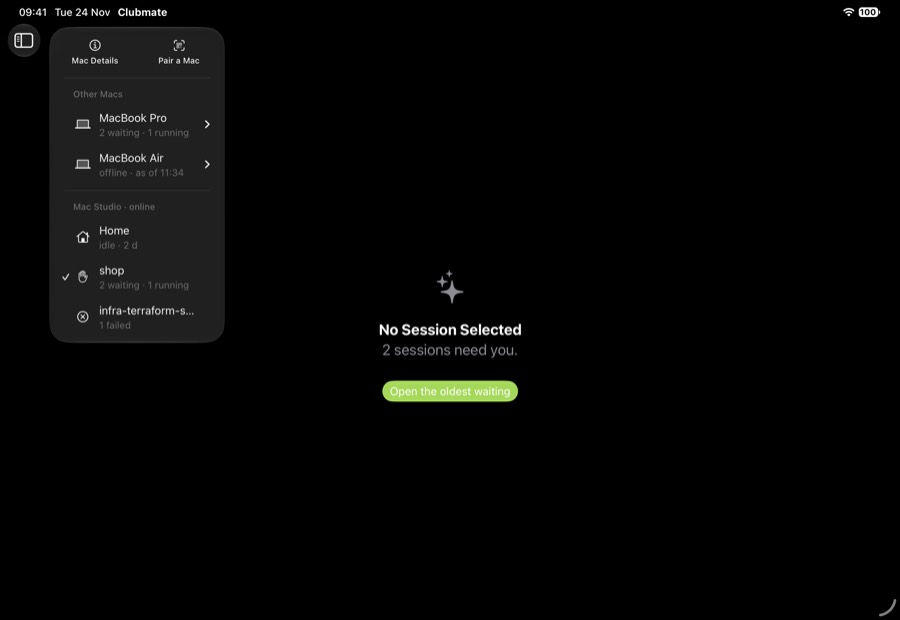 09:41 Tue 24 Nov Clubmate
100
Mac Details
Pair a Mac
Other Macs
MacBook Pro
2 waiting · 1 running
MacBook Air
offline · as of 11:34
Mac Studio · online
Home
idle · 2 d
shop
2 waiting · 1 running
infra-terraform-s...
1 failed
No Session Selected
2 sessions need you.
Open the oldest waiting